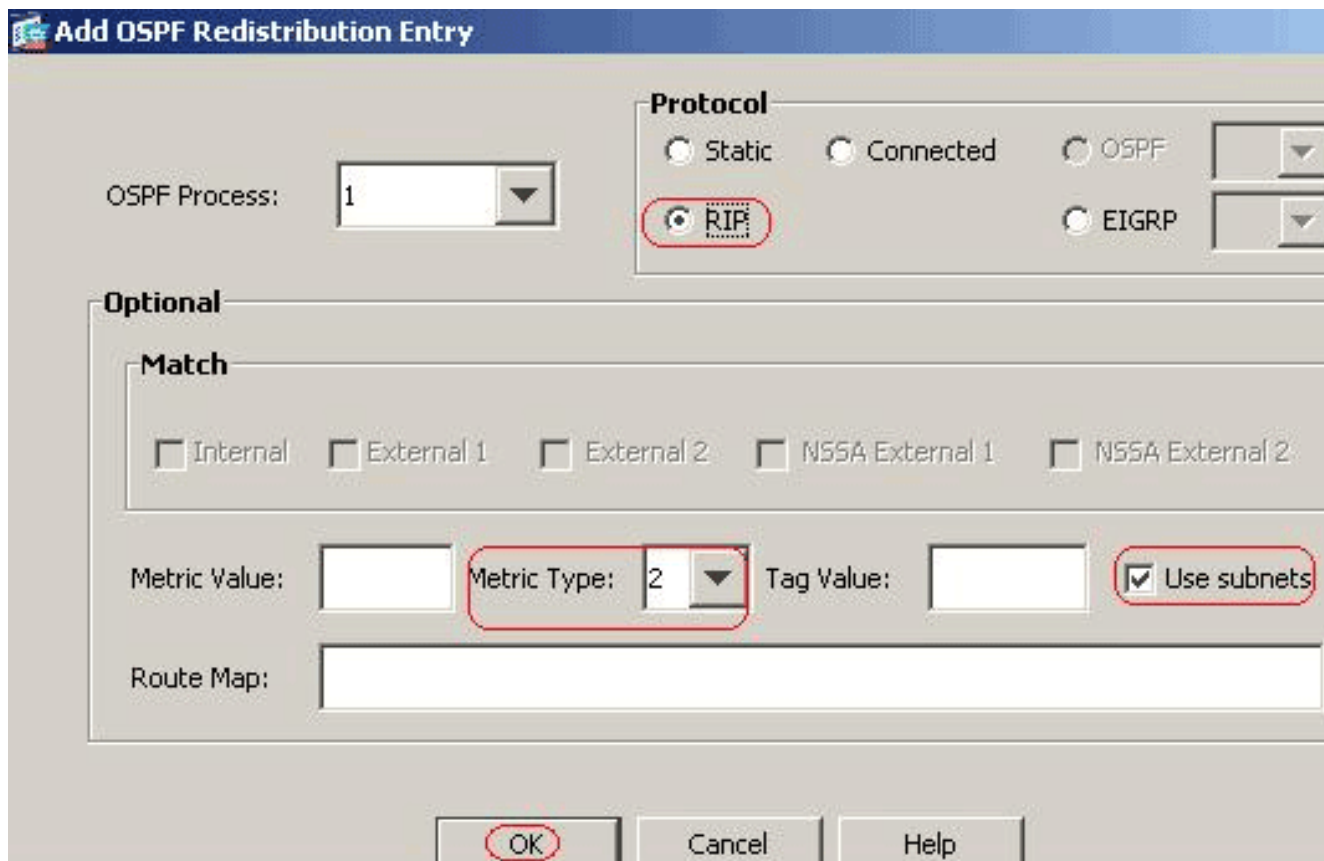 Add OSPF Redistribution Entry
Protocol
Static
Connected
OSPF
OSPF Process:
1
RIP
EIGRP
Optional
Match
Internal
External 1
External 2
NSSA External 1
NSSA External 2
Metric Value:
Metric Type:
2
Tag Value:
Use subnets
Route Map:
OK
Cancel
Help